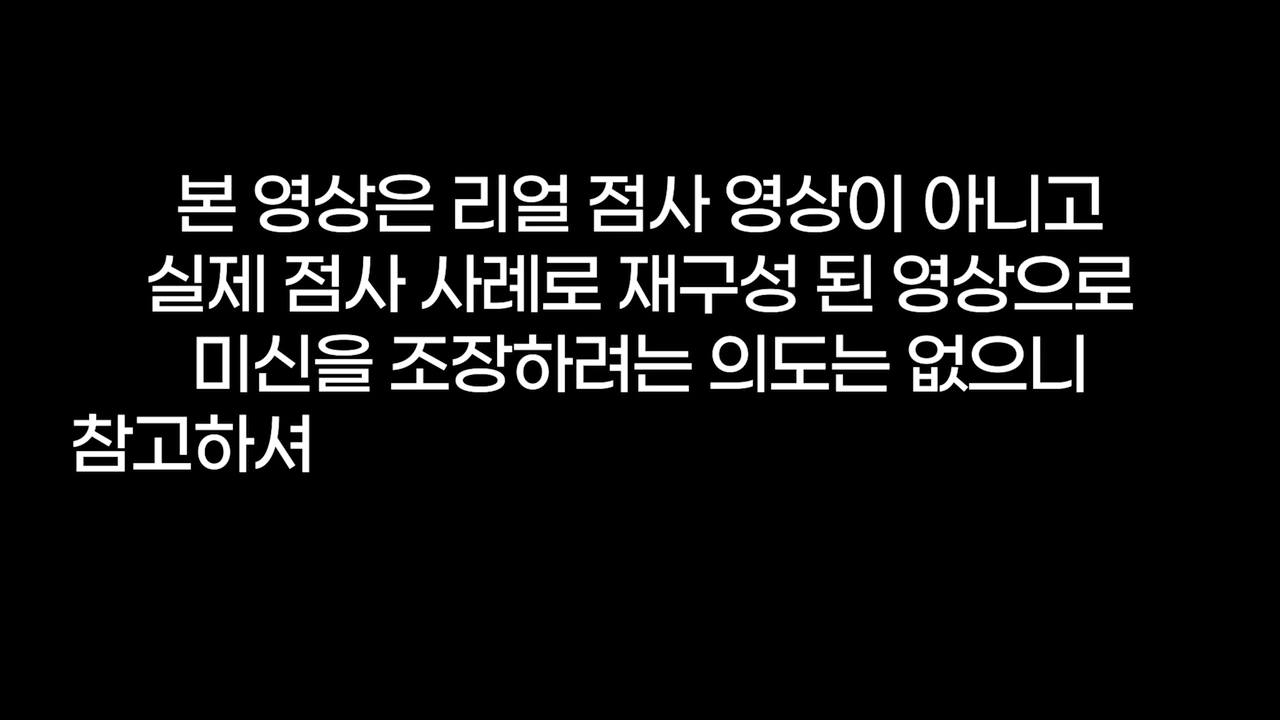 본 영상은 리얼 점사 영상이 아니고
실제 점사 사례로 재구성 된 영상으로
미신을 조장하려는 의도는 없으니
참고하셔